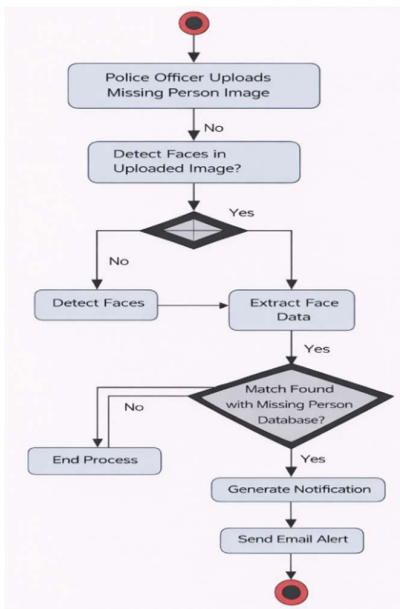 Police Officer Uploads
Missing Person Image
No
Detect Faces in
Uploaded Image?
Yes
No
Detect Faces
Extract Face
Data
Yes
Match Found
with Missing Person
Database?
No
End Process
Yes
Generate Notification
Send Email Alert